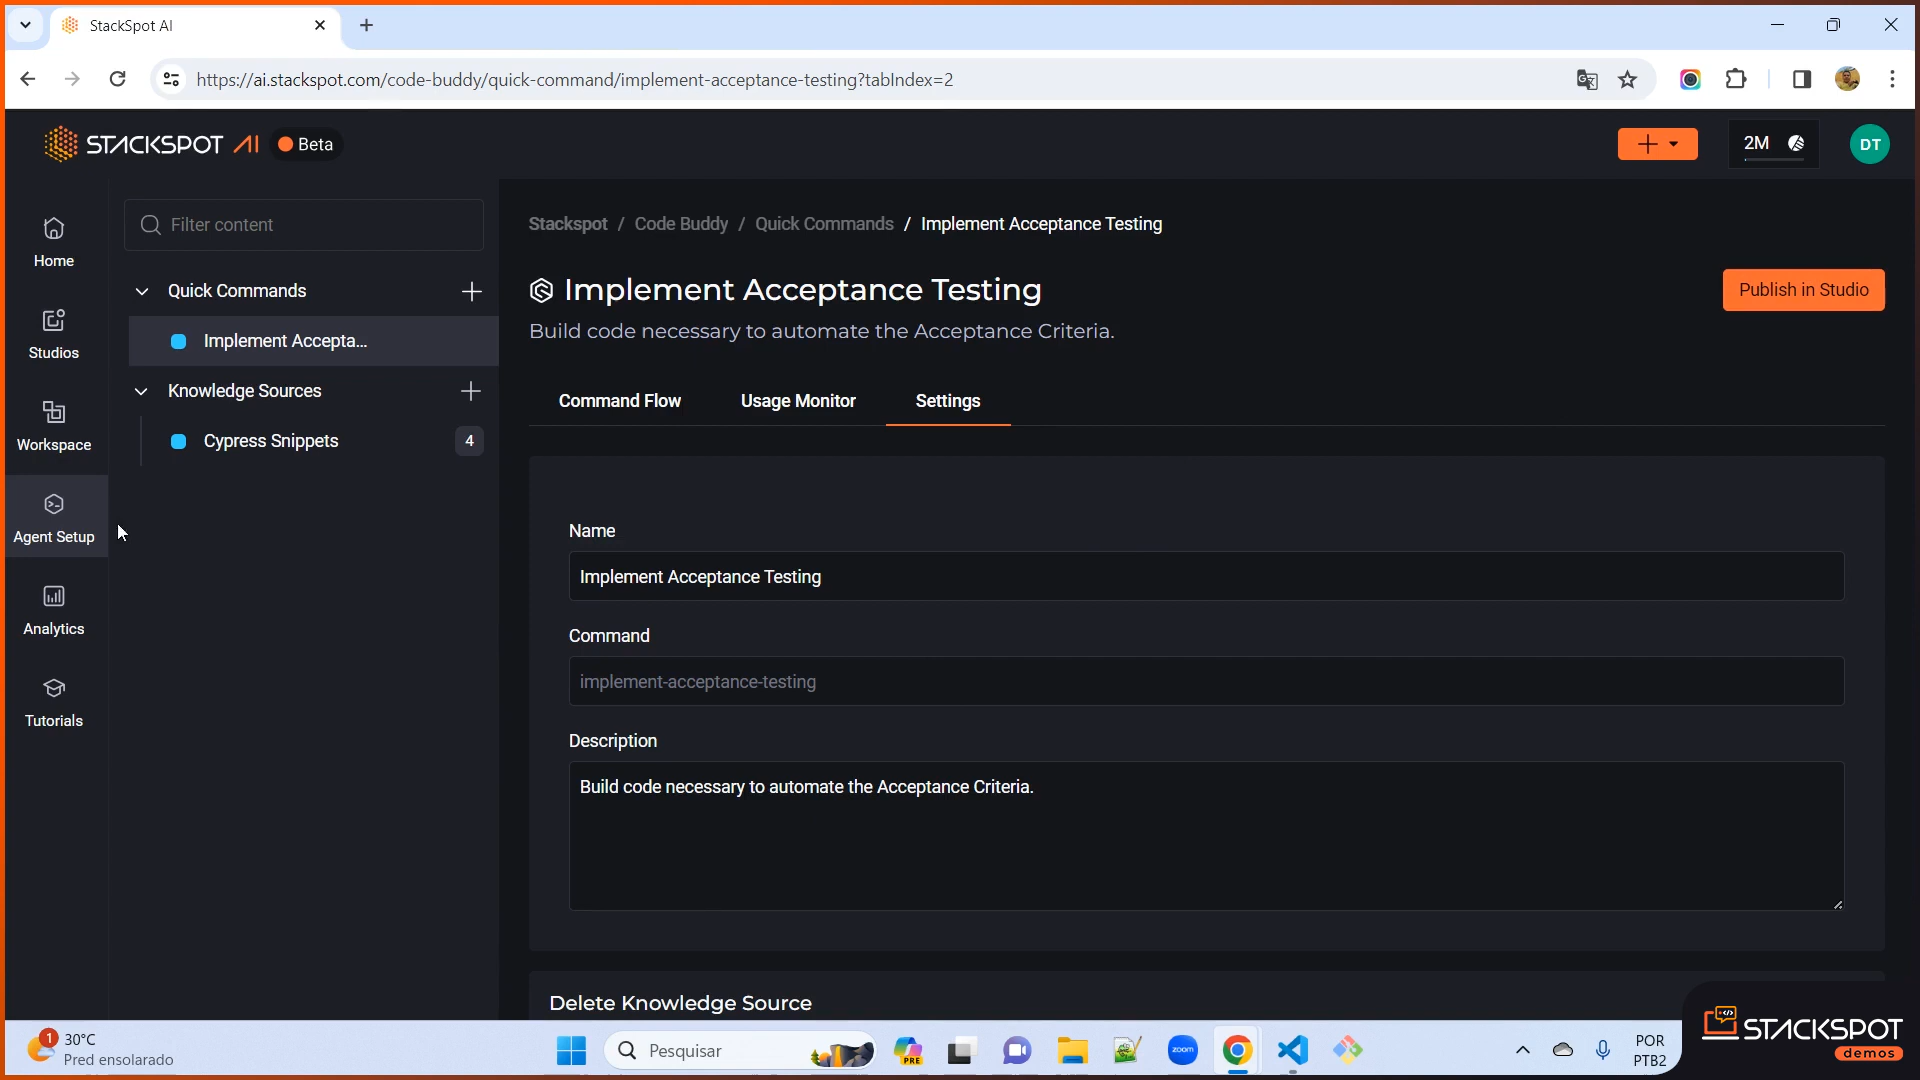 StackSpot AI
https://ai.stackspot.com/code-buddy/quick-command/implement-acceptance-testing?tabIndex=2
STACKSPOT AI
Beta
2M
DT
Home
Studios
Workspace
Agent Setup
Analytics
Tutorials
Filter content
Quick Commands
Implement Accepta...
Knowledge Sources
Cypress Snippets
4
Stackspot / Code Buddy / Quick Commands / Implement Acceptance Testing
Implement Acceptance Testing
Publish in Studio
Build code necessary to automate the Acceptance Criteria.
Command Flow
Usage Monitor
Settings
Name
Implement Acceptance Testing
Command
implement-acceptance-testing
Description
Build code necessary to automate the Acceptance Criteria.
Delete Knowledge Source
1
30°C
Pred ensolarado
Pesquisar
PRE
zoom
POR
PTB2
STACKSPOT
demos